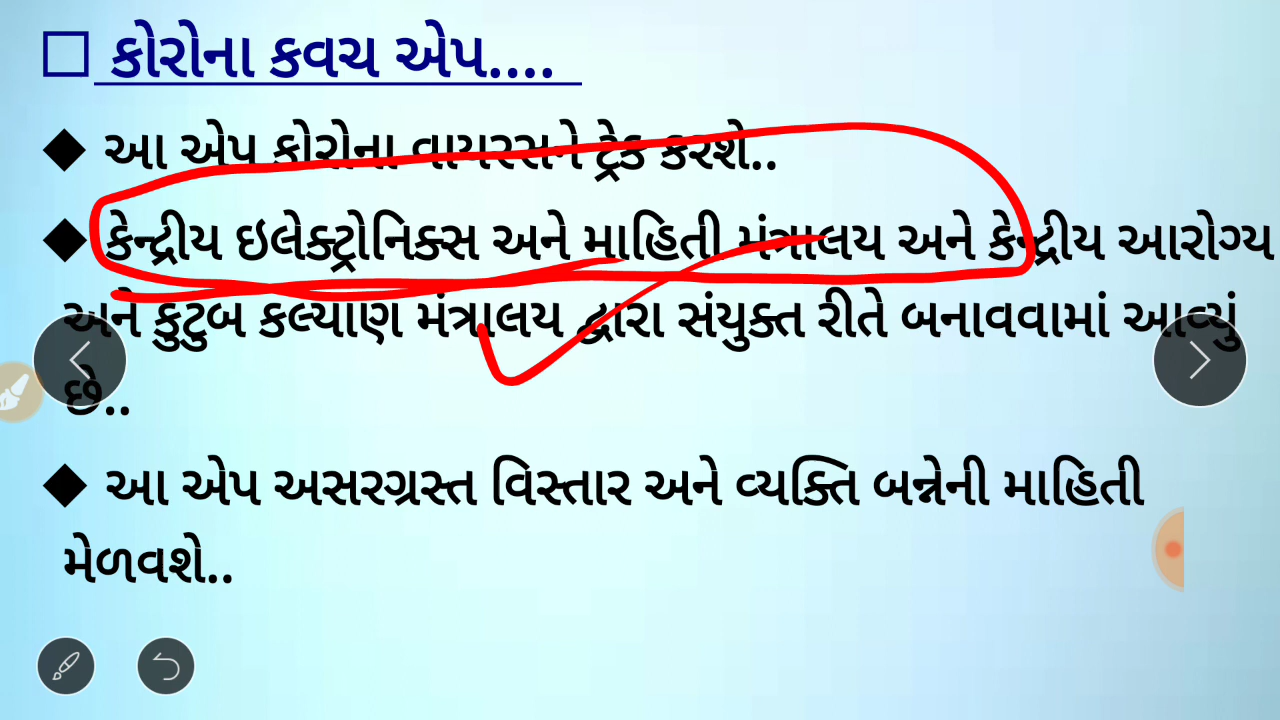 □ કોરોના કવચ એપ....
◆ આ એપ કોરોના વાયરસને ટ્રેક કરશે..
◆ કેન્દ્રીય ઇલેક્ટ્રોનિક્સ અને માહિતી મંત્રાલય અને કેન્દ્રીય આરોગ્ય
અને કુટુબ કલ્યાણ મંત્રાલય દ્વારા સંયુક્ત રીતે બનાવવામાં આવ્યું
છે..
◆ આ એપ અસરગ્રસ્ત વિસ્તાર અને વ્યક્તિ બન્નેની માહિતી
મેળવશે..